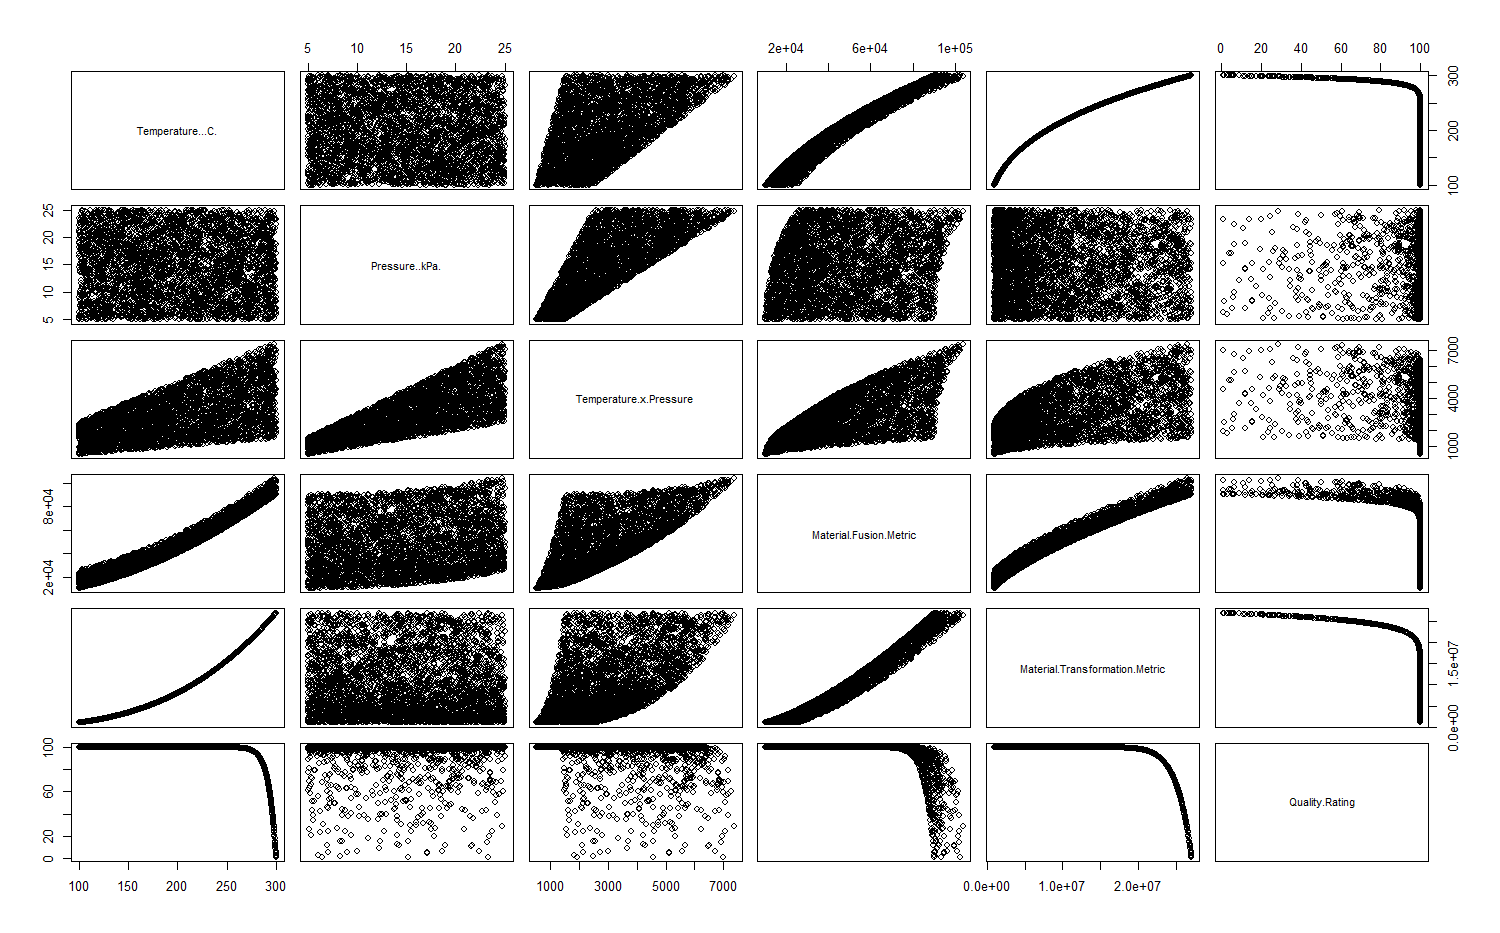 5 10 15 20 25 2e+04 6e+04 1e+05 0 20 40 60 80 100
Temperature...C.
100 200 300
5 10 15 20 25
Pressure..kPa.
Temperature.x.Pressure
1000 4000 7000
2e+04 8e+04
Material.Fusion.Metric
Material.Transformation.Metric
0.0e+00 1.5e+07
0 20 60 100
Quality.Rating
100 150 200 250 300 1000 3000 5000 7000 0.0e+00 1.0e+07 2.0e+07